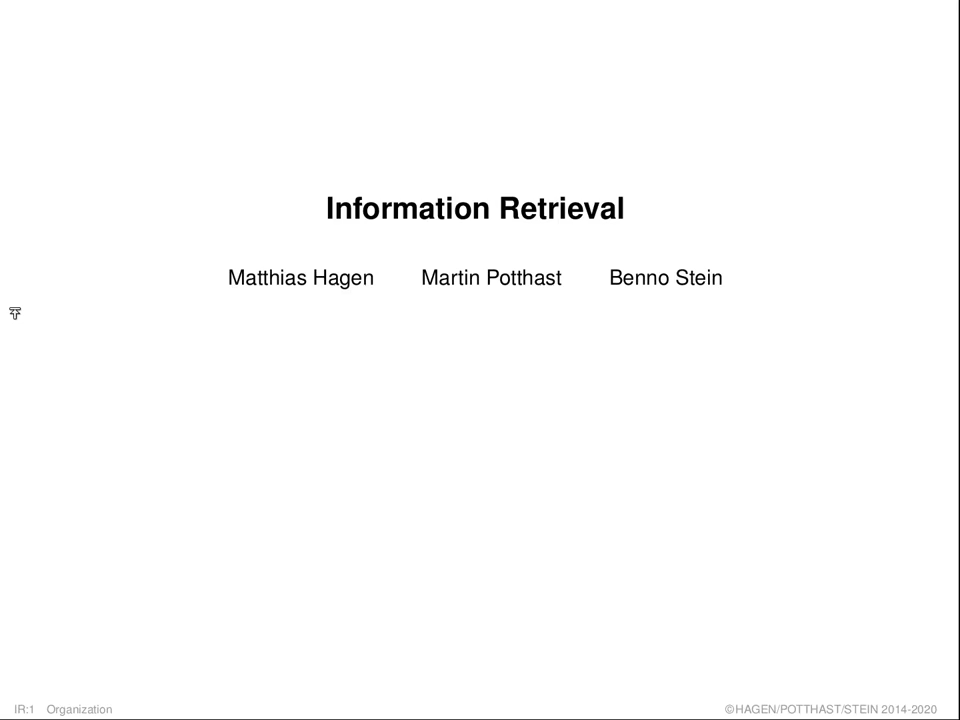 Information Retrieval
Matthias Hagen Martin Potthast Benno Stein
IR:1 Organization ©HAGEN/POTTHAST/STEIN 2014-2020